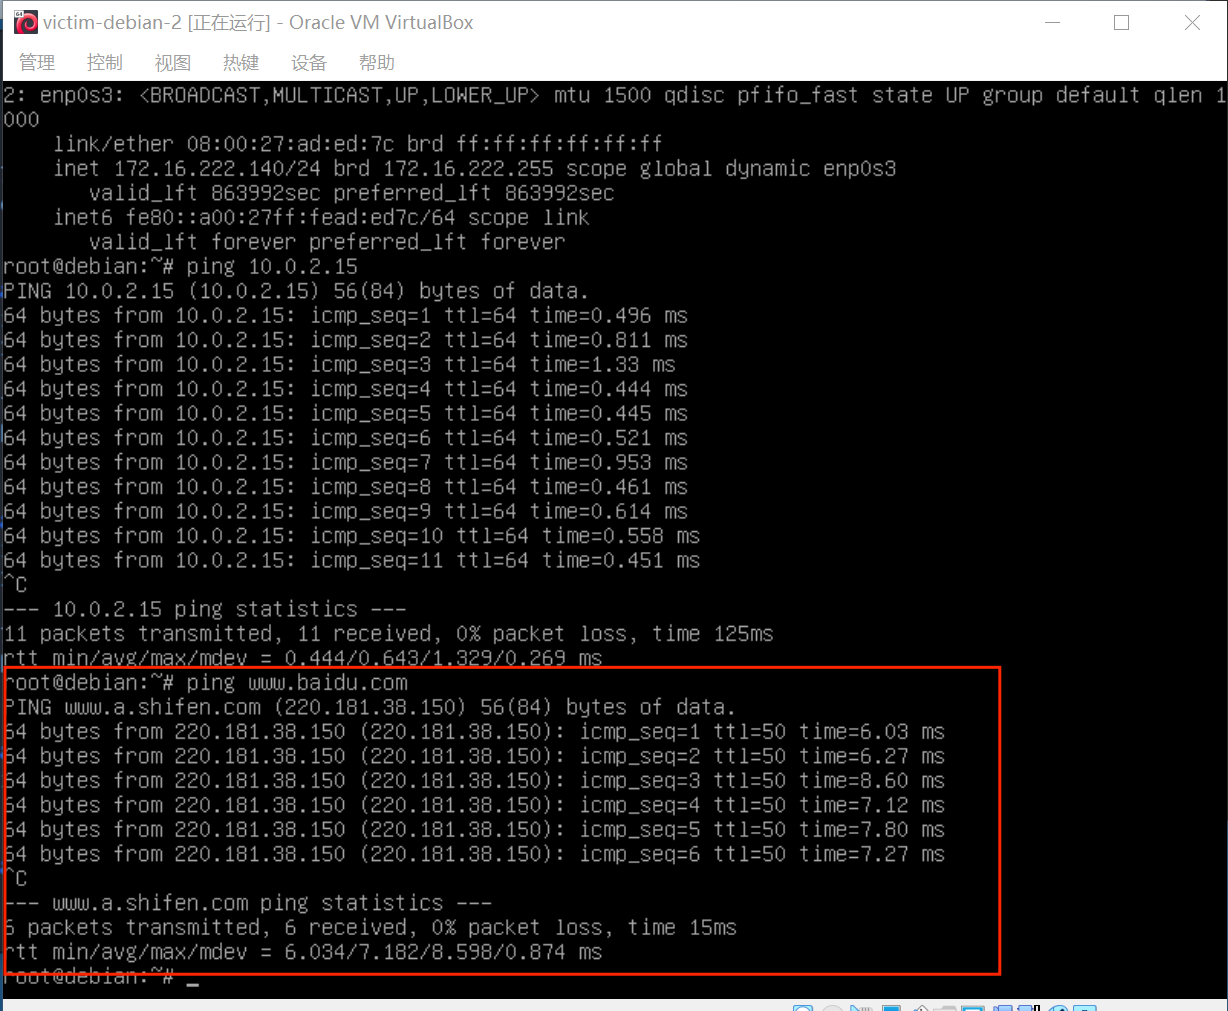 victim-debian-2 [正在运行] - Oracle VM VirtualBox
管理 控制 视图 热键 设备 帮助
2: enp0s3: <BROADCAST,MULTICAST,UP,LOWER_UP> mtu 1500 qdisc pfifo_fast state UP group default qlen 1
000
    link/ether 08:00:27:ad:ed:7c brd ff:ff:ff:ff:ff:ff
    inet 172.16.222.140/24 brd 172.16.222.255 scope global dynamic enp0s3
       valid_lft 863992sec preferred_lft 863992sec
    inet6 fe80::a00:27ff:fead:ed7c/64 scope link
       valid_lft forever preferred_lft forever
root@debian:~# ping 10.0.2.15
PING 10.0.2.15 (10.0.2.15) 56(84) bytes of data.
64 bytes from 10.0.2.15: icmp_seq=1 ttl=64 time=0.496 ms
64 bytes from 10.0.2.15: icmp_seq=2 ttl=64 time=0.811 ms
64 bytes from 10.0.2.15: icmp_seq=3 ttl=64 time=1.33 ms
64 bytes from 10.0.2.15: icmp_seq=4 ttl=64 time=0.444 ms
64 bytes from 10.0.2.15: icmp_seq=5 ttl=64 time=0.445 ms
64 bytes from 10.0.2.15: icmp_seq=6 ttl=64 time=0.521 ms
64 bytes from 10.0.2.15: icmp_seq=7 ttl=64 time=0.953 ms
64 bytes from 10.0.2.15: icmp_seq=8 ttl=64 time=0.461 ms
64 bytes from 10.0.2.15: icmp_seq=9 ttl=64 time=0.614 ms
64 bytes from 10.0.2.15: icmp_seq=10 ttl=64 time=0.558 ms
64 bytes from 10.0.2.15: icmp_seq=11 ttl=64 time=0.451 ms
^C
--- 10.0.2.15 ping statistics ---
11 packets transmitted, 11 received, 0% packet loss, time 125ms
rtt min/avg/max/mdev = 0.444/0.643/1.329/0.269 ms
root@debian:~# ping www.baidu.com
PING www.a.shifen.com (220.181.38.150) 56(84) bytes of data.
64 bytes from 220.181.38.150 (220.181.38.150): icmp_seq=1 ttl=50 time=6.03 ms
64 bytes from 220.181.38.150 (220.181.38.150): icmp_seq=2 ttl=50 time=6.27 ms
64 bytes from 220.181.38.150 (220.181.38.150): icmp_seq=3 ttl=50 time=8.60 ms
64 bytes from 220.181.38.150 (220.181.38.150): icmp_seq=4 ttl=50 time=7.12 ms
64 bytes from 220.181.38.150 (220.181.38.150): icmp_seq=5 ttl=50 time=7.80 ms
64 bytes from 220.181.38.150 (220.181.38.150): icmp_seq=6 ttl=50 time=7.27 ms
^C
--- www.a.shifen.com ping statistics ---
6 packets transmitted, 6 received, 0% packet loss, time 15ms
rtt min/avg/max/mdev = 6.034/7.182/8.598/0.874 ms
root@debian:~# _